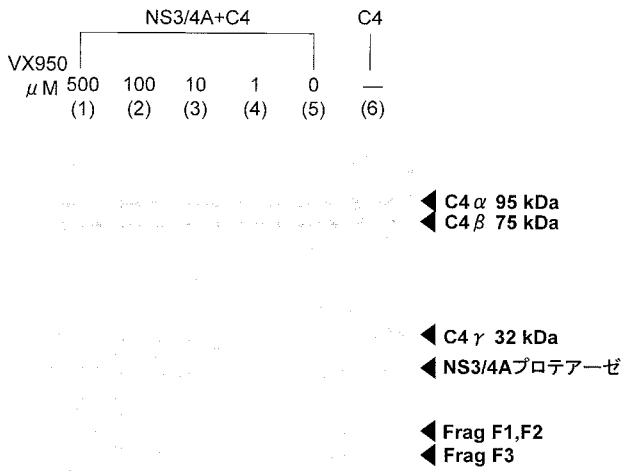 NS3/4A+C4 C4
VX950
μM 500 100 10 1 0 —
(1) (2) (3) (4) (5) (6)
C4α 95 kDa
C4β 75 kDa
C4γ 32 kDa
NS3/4Aプロテアーゼ
Frag F1,F2
Frag F3